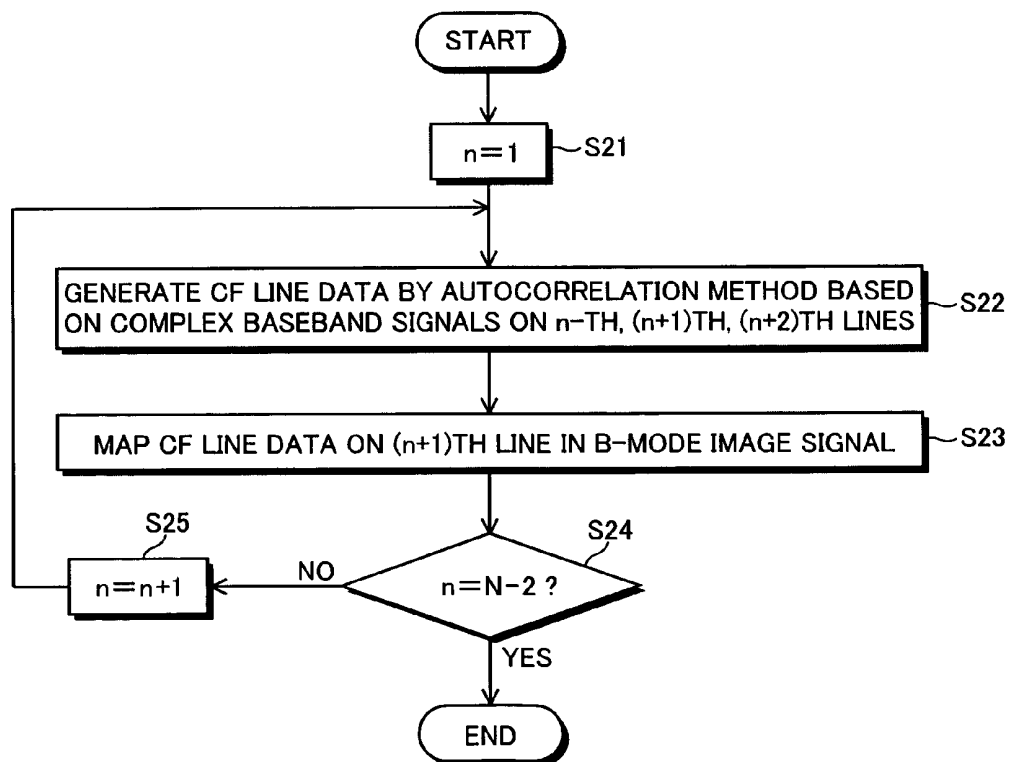 START
n=1
S21
GENERATE CF LINE DATA BY AUTOCORRELATION METHOD BASED
ON COMPLEX BASEBAND SIGNALS ON n-TH, (n+1)TH, (n+2)TH LINES
S22
MAP CF LINE DATA ON (n+1)TH LINE IN B-MODE IMAGE SIGNAL
S23
S25
n=n+1
NO
S24
n=N-2 ?
YES
END